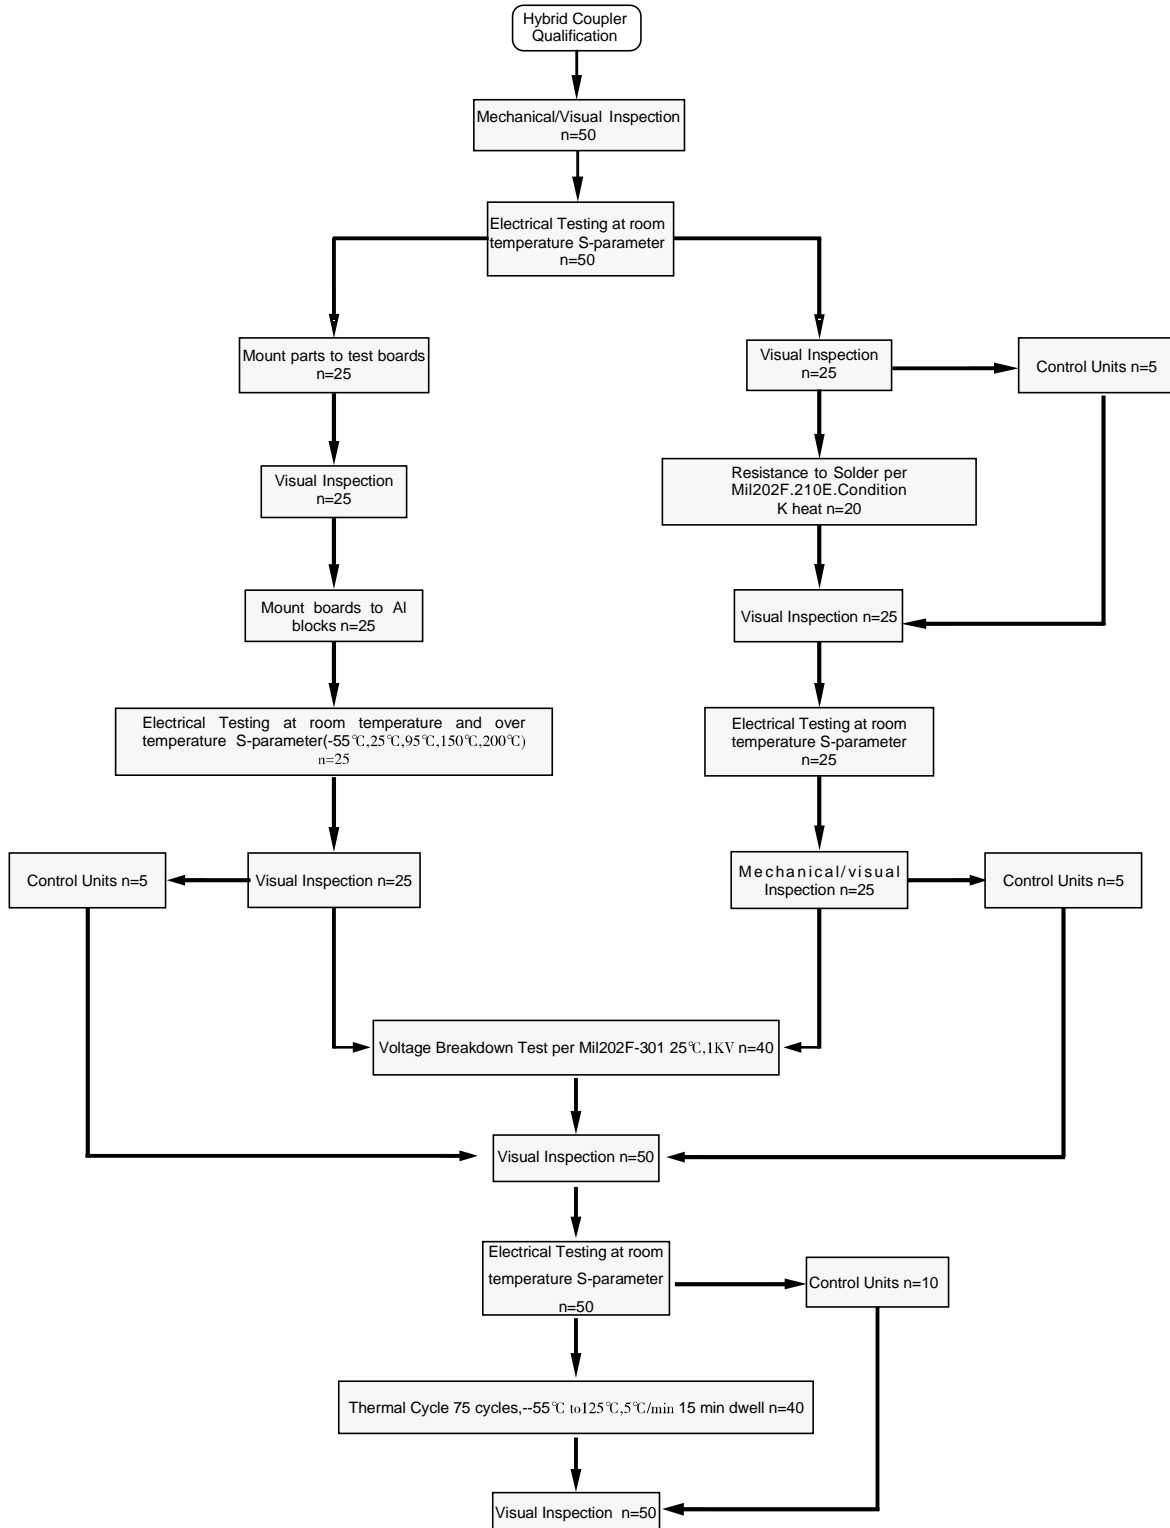 Hybrid Coupler
Qualification
Mechanical/Visual Inspection
n=50
Electrical Testing at room
temperature S-parameter
n=50
Mount parts to test boards
n=25
Visual Inspection
n=25
Control Units n=5
Visual Inspection
n=25
Resistance to Solder per
Mil202F.210E.Condition
K heat n=20
Mount boards to Al
blocks n=25
Visual Inspection n=25
Electrical Testing at room temperature and over
temperature S-parameter(-55℃,25℃,95℃,150℃,200℃)
n=25
Electrical Testing at room
temperature S-parameter
n=25
Control Units n=5
Visual Inspection n=25
Mechanical/visual
Inspection n=25
Control Units n=5
Voltage Breakdown Test per Mil202F-301 25℃,1KV n=40
Visual Inspection n=50
Electrical Testing at room
temperature S-parameter
n=50
Control Units n=10
Thermal Cycle 75 cycles,--55℃ to125℃,5℃/min 15 min dwell n=40
Visual Inspection n=50